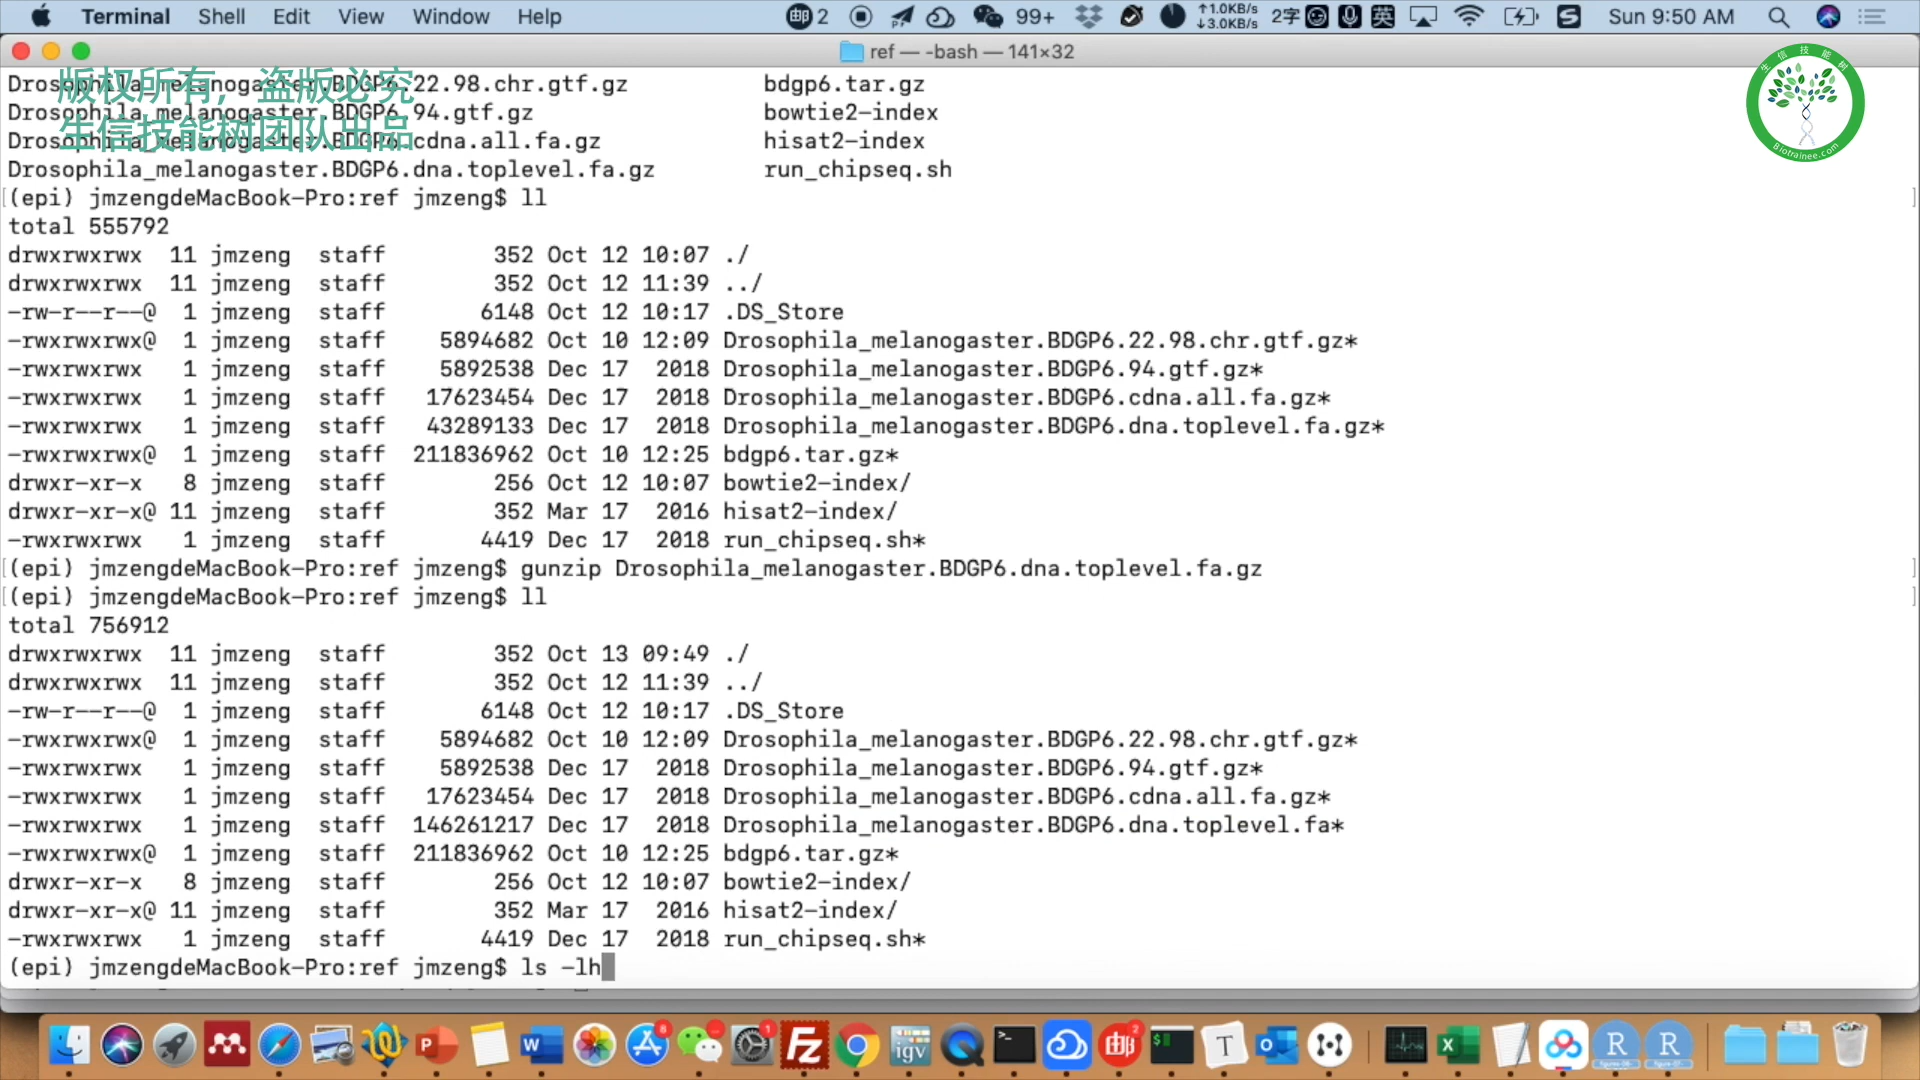 Terminal Shell Edit View Window Help 2 99+ ↑1.0KB/s ↓3.0KB/s 2字 英 Sun 9:50 AM
ref — -bash — 141×32
Drosophila_melanogaster.BDGP6.22.98.chr.gtf.gz bdgp6.tar.gz
版权所有，盗版必究
Drosophila_melanogaster.BDGP6.94.gtf.gz bowtie2-index
生信技能树团队出品
Drosophila_melanogaster.BDGP6.cdna.all.fa.gz hisat2-index
Drosophila_melanogaster.BDGP6.dna.toplevel.fa.gz run_chipseq.sh
生信技能树
Biotrainee.com
(epi) jmzengdeMacBook-Pro:ref jmzeng$ ll
total 555792
drwxrwxrwx 11 jmzeng staff 352 Oct 12 10:07 ./
drwxrwxrwx 11 jmzeng staff 352 Oct 12 11:39 ../
-rw-r--r--@ 1 jmzeng staff 6148 Oct 12 10:17 .DS_Store
-rwxrwxrwx@ 1 jmzeng staff 5894682 Oct 10 12:09 Drosophila_melanogaster.BDGP6.22.98.chr.gtf.gz*
-rwxrwxrwx 1 jmzeng staff 5892538 Dec 17 2018 Drosophila_melanogaster.BDGP6.94.gtf.gz*
-rwxrwxrwx 1 jmzeng staff 17623454 Dec 17 2018 Drosophila_melanogaster.BDGP6.cdna.all.fa.gz*
-rwxrwxrwx 1 jmzeng staff 43289133 Dec 17 2018 Drosophila_melanogaster.BDGP6.dna.toplevel.fa.gz*
-rwxrwxrwx@ 1 jmzeng staff 211836962 Oct 10 12:25 bdgp6.tar.gz*
drwxr-xr-x 8 jmzeng staff 256 Oct 12 10:07 bowtie2-index/
drwxr-xr-x@ 11 jmzeng staff 352 Mar 17 2016 hisat2-index/
-rwxrwxrwx 1 jmzeng staff 4419 Dec 17 2018 run_chipseq.sh*
(epi) jmzengdeMacBook-Pro:ref jmzeng$ gunzip Drosophila_melanogaster.BDGP6.dna.toplevel.fa.gz
(epi) jmzengdeMacBook-Pro:ref jmzeng$ ll
total 756912
drwxrwxrwx 11 jmzeng staff 352 Oct 13 09:49 ./
drwxrwxrwx 11 jmzeng staff 352 Oct 12 11:39 ../
-rw-r--r--@ 1 jmzeng staff 6148 Oct 12 10:17 .DS_Store
-rwxrwxrwx@ 1 jmzeng staff 5894682 Oct 10 12:09 Drosophila_melanogaster.BDGP6.22.98.chr.gtf.gz*
-rwxrwxrwx 1 jmzeng staff 5892538 Dec 17 2018 Drosophila_melanogaster.BDGP6.94.gtf.gz*
-rwxrwxrwx 1 jmzeng staff 17623454 Dec 17 2018 Drosophila_melanogaster.BDGP6.cdna.all.fa.gz*
-rwxrwxrwx 1 jmzeng staff 146261217 Dec 17 2018 Drosophila_melanogaster.BDGP6.dna.toplevel.fa*
-rwxrwxrwx@ 1 jmzeng staff 211836962 Oct 10 12:25 bdgp6.tar.gz*
drwxr-xr-x 8 jmzeng staff 256 Oct 12 10:07 bowtie2-index/
drwxr-xr-x@ 11 jmzeng staff 352 Mar 17 2016 hisat2-index/
-rwxrwxrwx 1 jmzeng staff 4419 Dec 17 2018 run_chipseq.sh*
(epi) jmzengdeMacBook-Pro:ref jmzeng$ ls -lh